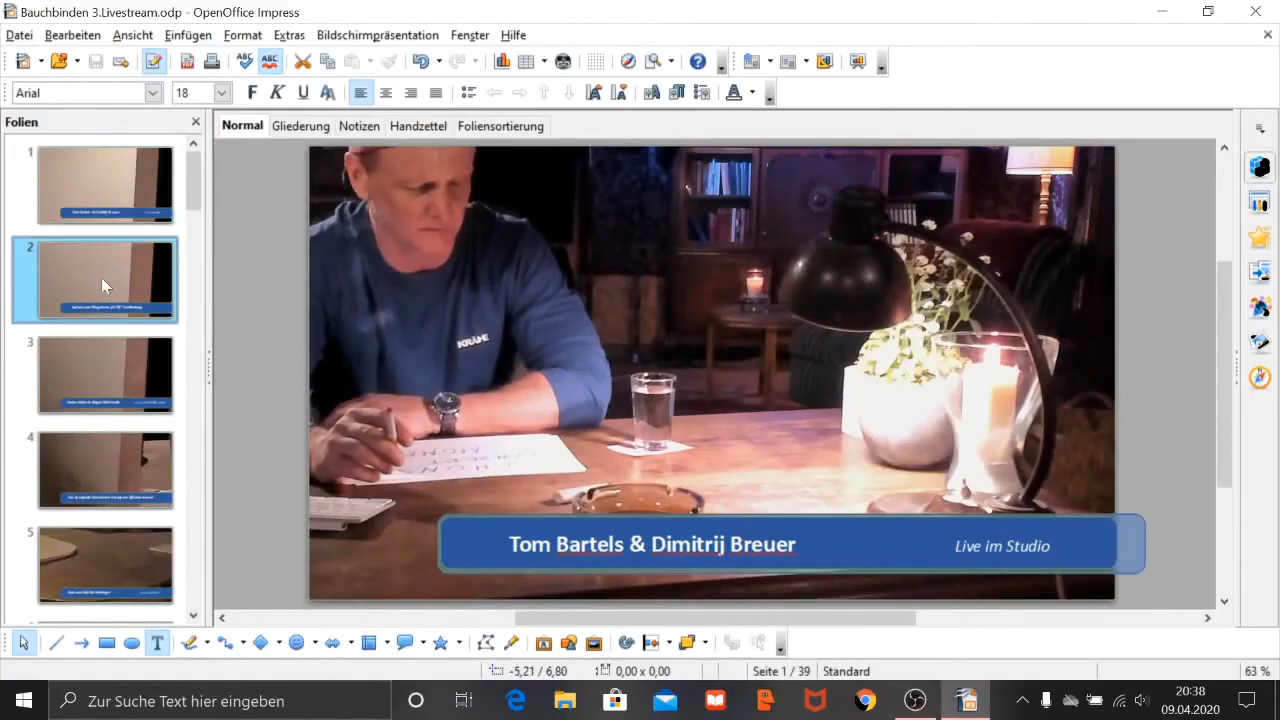 Bauchbinden 3.Livestream.odp - OpenOffice Impress
Datei Bearbeiten Ansicht Einfügen Format Extras Bildschirmpräsentation Fenster Hilfe
Arial 18 F K U
Folien
Normal Gliederung Notizen Handzettel Foliensortierung
1
2
3
4
5
KRÄHE
Tom Bartels & Dimitrij Breuer Live im Studio
-5,21 / 6,80 0,00 x 0,00 Seite 1 / 39 Standard 63 %
Zur Suche Text hier eingeben
20:38
09.04.2020